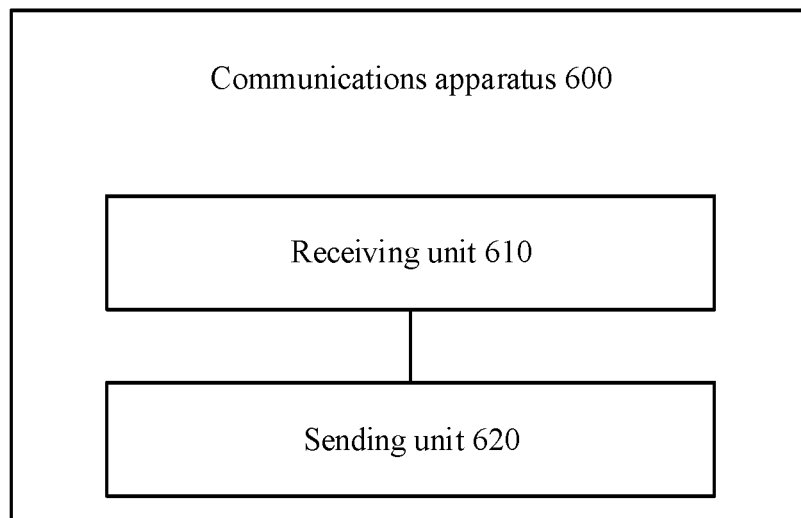 Communications apparatus 600
Receiving unit 610
Sending unit 620